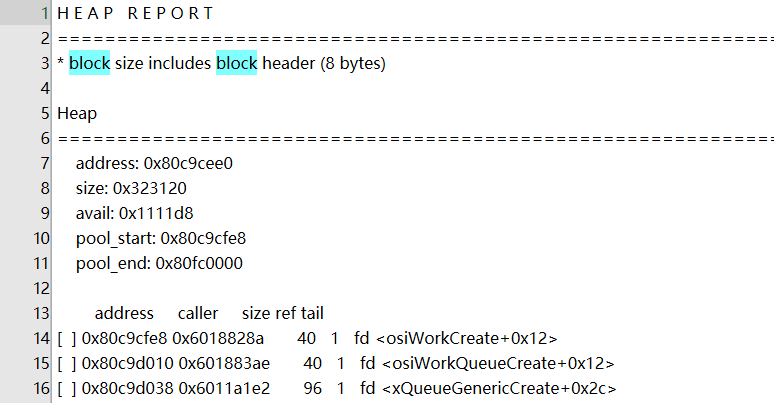 1 H E A P   R E P O R T
2 ==============================================================
3 * block size includes block header (8 bytes)
4
5 Heap
6 ==============================================================
7     address: 0x80c9cee0
8     size: 0x323120
9     avail: 0x1111d8
10     pool_start: 0x80c9cfe8
11     pool_end: 0x80fc0000
12
13         address     caller     size ref tail
14 [  ] 0x80c9cfe8 0x6018828a     40   1   fd <osiWorkCreate+0x12>
15 [  ] 0x80c9d010 0x601883ae     40   1   fd <osiWorkQueueCreate+0x12>
16 [  ] 0x80c9d038 0x6011a1e2     96   1   fd <xQueueGenericCreate+0x2c>